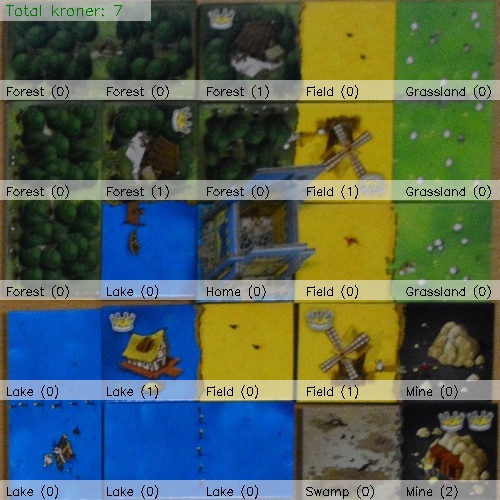 Total kroner: 7
Forest (0) Forest (0) Forest (1) Field (0) Grassland (0)
Forest (0) Forest (1) Forest (0) Field (1) Grassland (0)
Forest (0) Lake (0) Home (0) Field (0) Grassland (0)
Lake (0) Lake (1) Field (0) Field (1) Mine (0)
Lake (0) Lake (0) Lake (0) Swamp (0) Mine (2)